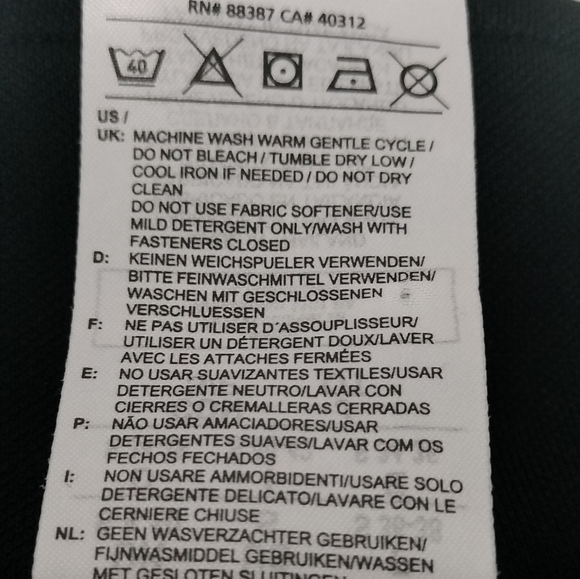 RN# 88387 CA# 40312
40
US /
UK: MACHINE WASH WARM GENTLE CYCLE /
DO NOT BLEACH / TUMBLE DRY LOW /
COOL IRON IF NEEDED / DO NOT DRY
CLEAN
DO NOT USE FABRIC SOFTENER/USE
MILD DETERGENT ONLY/WASH WITH
FASTENERS CLOSED
D: KEINEN WEICHSPUELER VERWENDEN/
BITTE FEINWASCHMITTEL VERWENDEN/
WASCHEN MIT GESCHLOSSENEN
VERSCHLUESSEN
F: NE PAS UTILISER D´ASSOUPLISSEUR/
UTILISER UN DÉTERGENT DOUX/LAVER
AVEC LES ATTACHES FERMÉES
E: NO USAR SUAVIZANTES TEXTILES/USAR
DETERGENTE NEUTRO/LAVAR CON
CIERRES O CREMALLERAS CERRADAS
P: NÃO USAR AMACIADORES/USAR
DETERGENTES SUAVES/LAVAR COM OS
FECHOS FECHADOS
I: NON USARE AMMORBIDENTI/USARE SOLO
DETERGENTE DELICATO/LAVARE CON LE
CERNIERE CHIUSE
NL: GEEN WASVERZACHTER GEBRUIKEN/
FIJNWASMIDDEL GEBRUIKEN/WASSEN
MET GESLOTEN SLUITINGEN